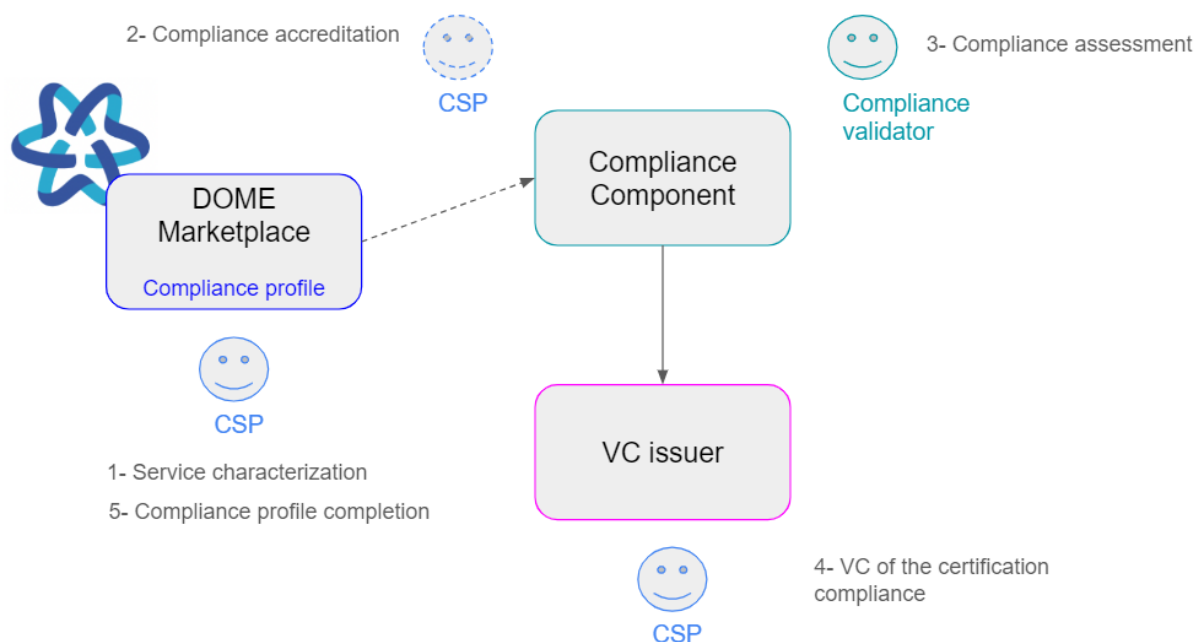 2- Compliance accreditation
CSP
3- Compliance assessment
Compliance
validator
Compliance
Component
DOME
Marketplace
Compliance profile
CSP
1- Service characterization
5- Compliance profile completion
VC issuer
CSP
4- VC of the certification
compliance